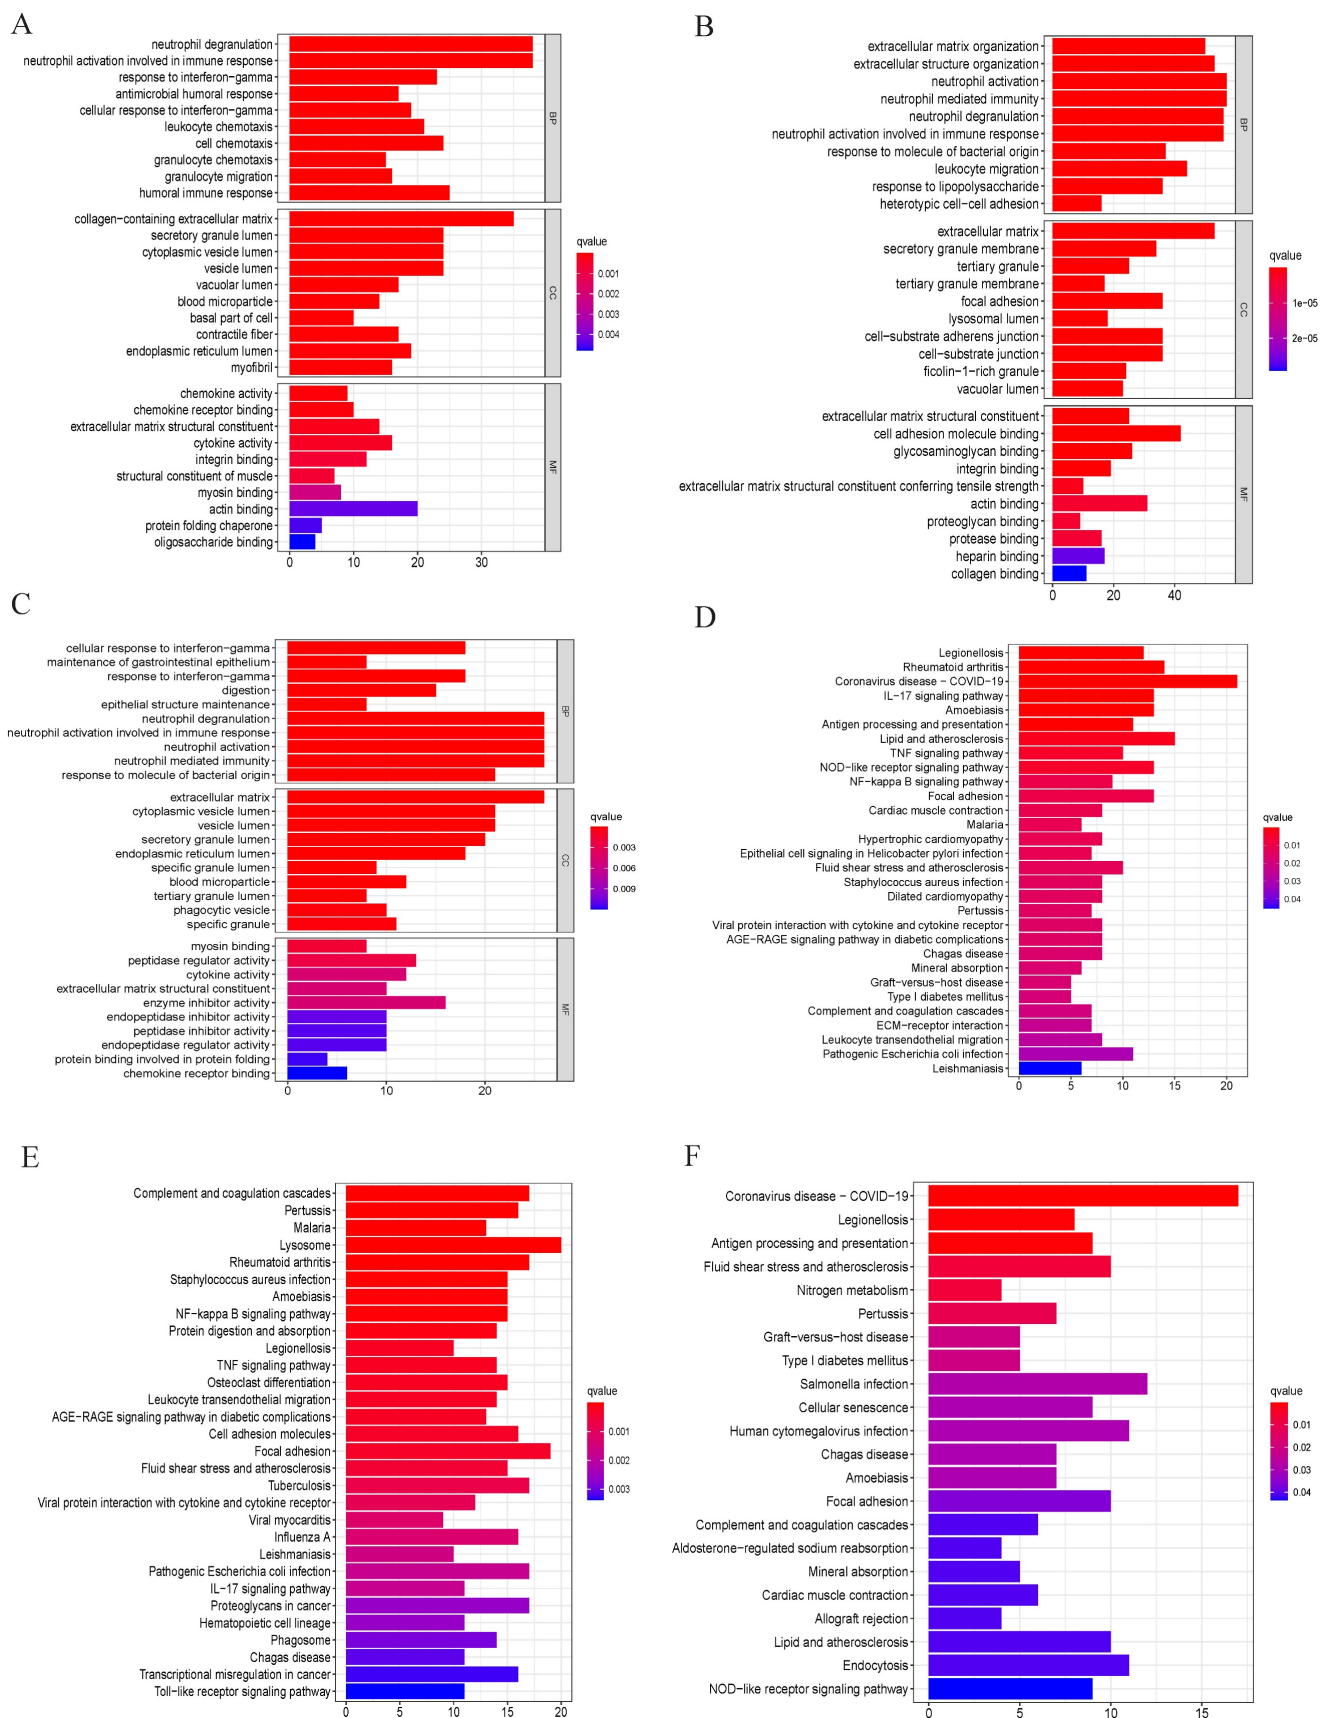 A
neutrophil degranulation
neutrophil activation involved in immune response
response to interferon−gamma
antimicrobial humoral response
cellular response to interferon−gamma
leukocyte chemotaxis
cell chemotaxis
granulocyte chemotaxis
granulocyte migration
humoral immune response
BP
collagen−containing extracellular matrix
secretory granule lumen
cytoplasmic vesicle lumen
vesicle lumen
vacuolar lumen
blood microparticle
basal part of cell
contractile fiber
endoplasmic reticulum lumen
myofibril
CC
chemokine activity
chemokine receptor binding
extracellular matrix structural constituent
cytokine activity
integrin binding
structural constituent of muscle
myosin binding
actin binding
protein folding chaperone
oligosaccharide binding
MF
0 10 20 30
qvalue
0.001
0.002
0.003
0.004
B
extracellular matrix organization
extracellular structure organization
neutrophil activation
neutrophil mediated immunity
neutrophil degranulation
neutrophil activation involved in immune response
response to molecule of bacterial origin
leukocyte migration
response to lipopolysaccharide
heterotypic cell−cell adhesion
BP
extracellular matrix
secretory granule membrane
tertiary granule
tertiary granule membrane
focal adhesion
lysosomal lumen
cell−substrate adherens junction
cell−substrate junction
ficolin−1−rich granule
vacuolar lumen
CC
extracellular matrix structural constituent
cell adhesion molecule binding
glycosaminoglycan binding
integrin binding
extracellular matrix structural constituent conferring tensile strength
actin binding
proteoglycan binding
protease binding
heparin binding
collagen binding
MF
0 20 40
qvalue
1e−05
2e−05
C
cellular response to interferon−gamma
maintenance of gastrointestinal epithelium
response to interferon−gamma
digestion
epithelial structure maintenance
neutrophil degranulation
neutrophil activation involved in immune response
neutrophil activation
neutrophil mediated immunity
response to molecule of bacterial origin
BP
extracellular matrix
cytoplasmic vesicle lumen
vesicle lumen
secretory granule lumen
endoplasmic reticulum lumen
specific granule lumen
blood microparticle
tertiary granule lumen
phagocytic vesicle
specific granule
CC
myosin binding
peptidase regulator activity
cytokine activity
extracellular matrix structural constituent
enzyme inhibitor activity
endopeptidase inhibitor activity
peptidase inhibitor activity
endopeptidase regulator activity
protein binding involved in protein folding
chemokine receptor binding
MF
0 10 20
qvalue
0.003
0.006
0.009
D
Legionellosis
Rheumatoid arthritis
Coronavirus disease − COVID−19
IL−17 signaling pathway
Amoebiasis
Antigen processing and presentation
Lipid and atherosclerosis
TNF signaling pathway
NOD−like receptor signaling pathway
NF−kappa B signaling pathway
Focal adhesion
Cardiac muscle contraction
Malaria
Hypertrophic cardiomyopathy
Epithelial cell signaling in Helicobacter pylori infection
Fluid shear stress and atherosclerosis
Staphylococcus aureus infection
Dilated cardiomyopathy
Pertussis
Viral protein interaction with cytokine and cytokine receptor
AGE−RAGE signaling pathway in diabetic complications
Chagas disease
Mineral absorption
Graft−versus−host disease
Type I diabetes mellitus
Complement and coagulation cascades
ECM−receptor interaction
Leukocyte transendothelial migration
Pathogenic Escherichia coli infection
Leishmaniasis
0 5 10 15 20
qvalue
0.01
0.02
0.03
0.04
E
Complement and coagulation cascades
Pertussis
Malaria
Lysosome
Rheumatoid arthritis
Staphylococcus aureus infection
Amoebiasis
NF−kappa B signaling pathway
Protein digestion and absorption
Legionellosis
TNF signaling pathway
Osteoclast differentiation
Leukocyte transendothelial migration
AGE−RAGE signaling pathway in diabetic complications
Cell adhesion molecules
Focal adhesion
Fluid shear stress and atherosclerosis
Tuberculosis
Viral protein interaction with cytokine and cytokine receptor
Viral myocarditis
Influenza A
Leishmaniasis
Pathogenic Escherichia coli infection
IL−17 signaling pathway
Proteoglycans in cancer
Hematopoietic cell lineage
Phagosome
Chagas disease
Transcriptional misregulation in cancer
Toll−like receptor signaling pathway
0 5 10 15 20
qvalue
0.001
0.002
0.003
F
Coronavirus disease − COVID−19
Legionellosis
Antigen processing and presentation
Fluid shear stress and atherosclerosis
Nitrogen metabolism
Pertussis
Graft−versus−host disease
Type I diabetes mellitus
Salmonella infection
Cellular senescence
Human cytomegalovirus infection
Chagas disease
Amoebiasis
Focal adhesion
Complement and coagulation cascades
Aldosterone−regulated sodium reabsorption
Mineral absorption
Cardiac muscle contraction
Allograft rejection
Lipid and atherosclerosis
Endocytosis
NOD−like receptor signaling pathway
0 5 10 15
qvalue
0.01
0.02
0.03
0.04